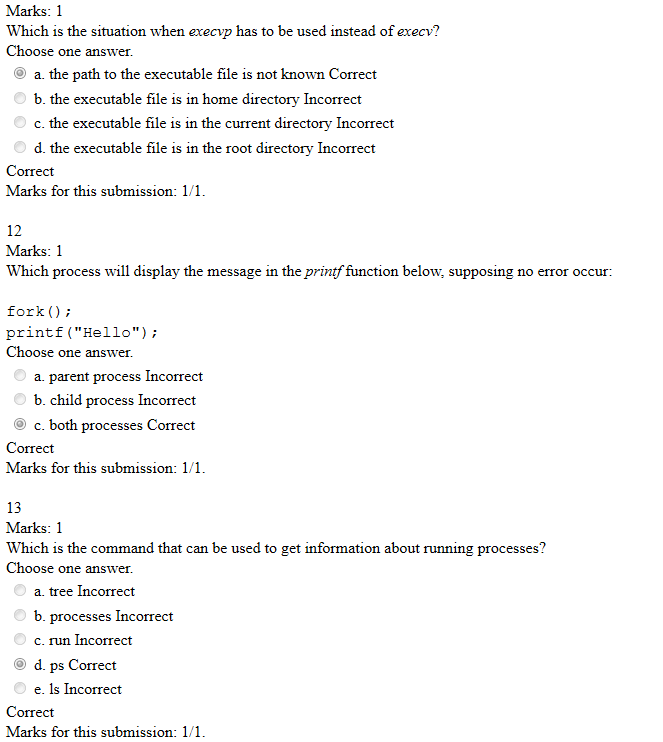 Marks: 1
Which is the situation when execvp has to be used instead of execv?
Choose one answer.
a. the path to the executable file is not known Correct
b. the executable file is in home directory Incorrect
c. the executable file is in the current directory Incorrect
d. the executable file is in the root directory Incorrect
Correct
Marks for this submission: 1/1.
12
Marks: 1
Which process will display the message in the printf function below, supposing no error occur:
fork();
printf("Hello");
Choose one answer.
a. parent process Incorrect
b. child process Incorrect
c. both processes Correct
Correct
Marks for this submission: 1/1.
13
Marks: 1
Which is the command that can be used to get information about running processes?
Choose one answer.
a. tree Incorrect
b. processes Incorrect
c. run Incorrect
d. ps Correct
e. ls Incorrect
Correct
Marks for this submission: 1/1.